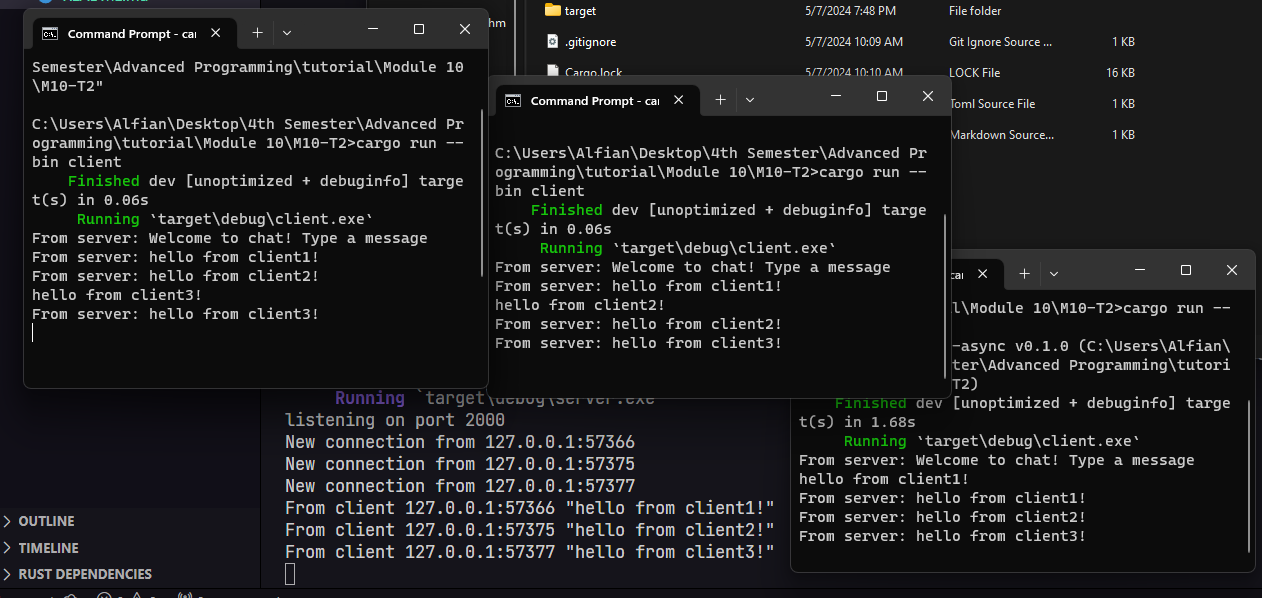 Command Prompt - car
Semester\Advanced Programming\tutorial\Module 10
\M10-T2"
C:\Users\Alfian\Desktop\4th Semester\Advanced Pr
ogramming\tutorial\Module 10\M10-T2>cargo run --
bin client
Finished dev [unoptimized + debuginfo] targe
t(s) in 0.06s
Running `target\debug\client.exe`
From server: Welcome to chat! Type a message
From server: hello from client1!
From server: hello from client2!
hello from client3!
From server: hello from client3!
hm
target 5/7/2024 7:48 PM File folder
.gitignore 5/7/2024 10:09 AM Git Ignore Source ... 1 KB
Cargo.lock 5/7/2024 10:10 AM LOCK File 16 KB
Toml Source File 1 KB
Markdown Source... 1 KB
Command Prompt - car
C:\Users\Alfian\Desktop\4th Semester\Advanced Pr
ogramming\tutorial\Module 10\M10-T2>cargo run --
bin client
Finished dev [unoptimized + debuginfo] targe
t(s) in 0.06s
Running `target\debug\client.exe`
From server: Welcome to chat! Type a message
From server: hello from client1!
hello from client2!
From server: hello from client2!
From server: hello from client3!
car
l\Module 10\M10-T2>cargo run --
-async v0.1.0 (C:\Users\Alfian\
ter\Advanced Programming\tutori
T2)
Finished dev [unoptimized + debuginfo] targe
t(s) in 1.68s
Running `target\debug\client.exe`
From server: Welcome to chat! Type a message
hello from client1!
From server: hello from client1!
From server: hello from client2!
From server: hello from client3!
Running `target\debug\server.exe`
listening on port 2000
New connection from 127.0.0.1:57366
New connection from 127.0.0.1:57375
New connection from 127.0.0.1:57377
From client 127.0.0.1:57366 "hello from client1!"
From client 127.0.0.1:57375 "hello from client2!"
From client 127.0.0.1:57377 "hello from client3!"
OUTLINE
TIMELINE
RUST DEPENDENCIES